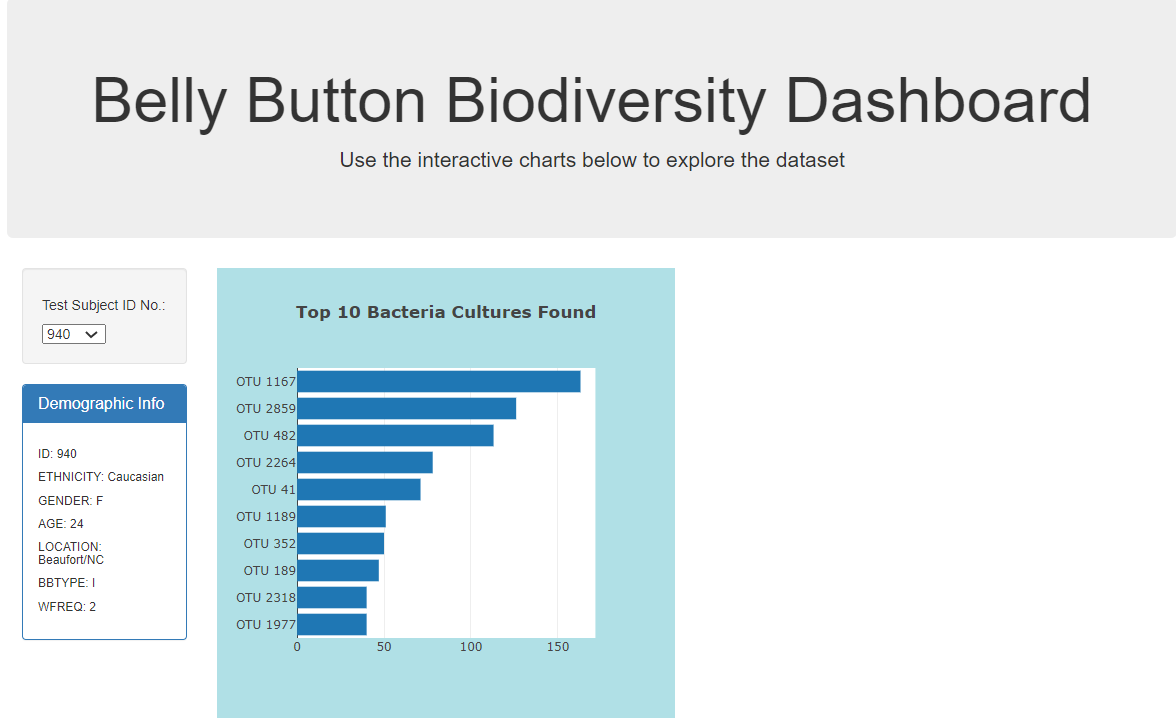 Belly Button Biodiversity Dashboard
Use the interactive charts below to explore the dataset
Test Subject ID No.:
940
Demographic Info
ID: 940
ETHNICITY: Caucasian
GENDER: F
AGE: 24
LOCATION:
Beaufort/NC
BBTYPE: I
WFREQ: 2
Top 10 Bacteria Cultures Found
OTU 1167
OTU 2859
OTU 482
OTU 2264
OTU 41
OTU 1189
OTU 352
OTU 189
OTU 2318
OTU 1977
0 50 100 150